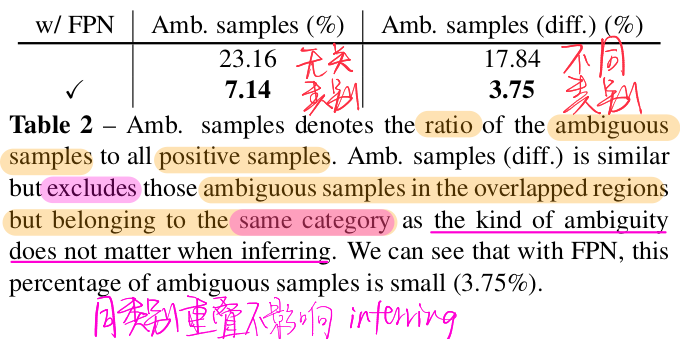 w/ FPN Amb. samples (%) Amb. samples (diff.) (%)
23.16 无关 17.84 不同
✓ 7.14 类别 3.75 类别
Table 2 – Amb. samples denotes the ratio of the ambiguous
samples to all positive samples. Amb. samples (diff.) is similar
but excludes those ambiguous samples in the overlapped regions
but belonging to the same category as the kind of ambiguity
does not matter when inferring. We can see that with FPN, this
percentage of ambiguous samples is small (3.75%).
同类别重叠不影响 inferring